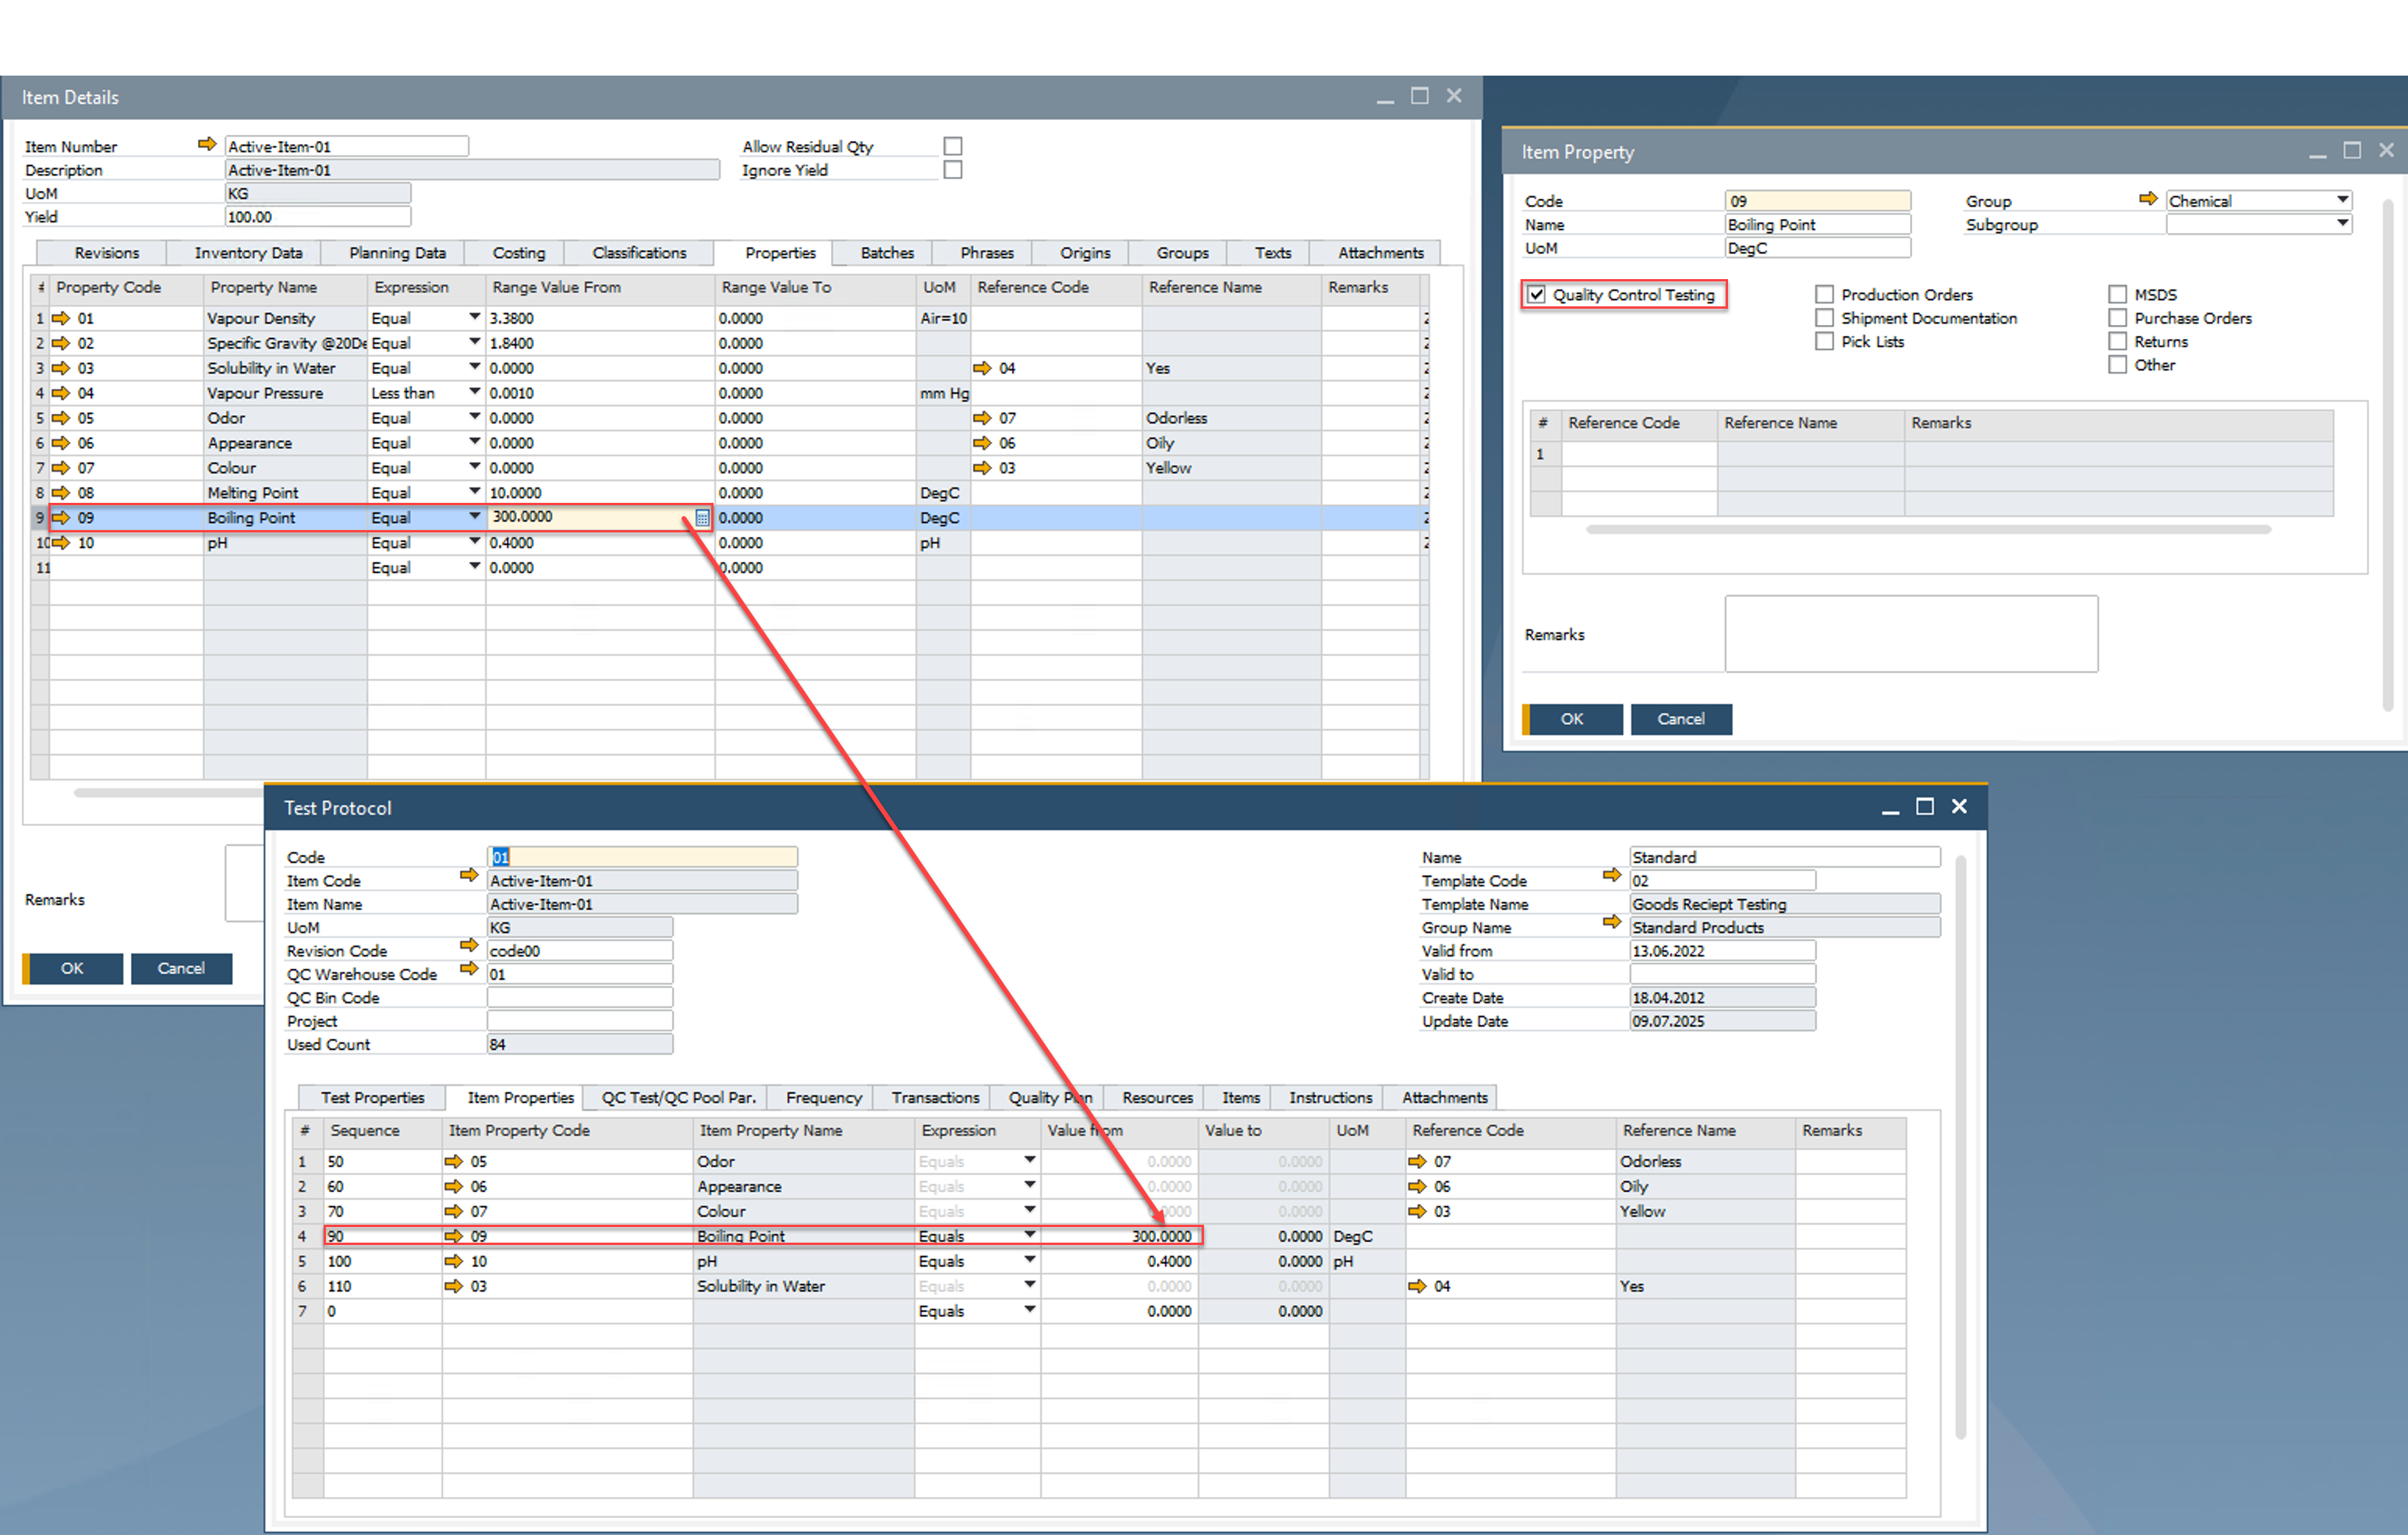 Item Details
Item Number Active-Item-01 Allow Residual Qty
Description Active-Item-01 Ignore Yield
UoM KG
Yield 100.00
Revisions Inventory Data Planning Data Costing Classifications Properties Batches Phrases Origins Groups Texts Attachments
# Property Code Property Name Expression Range Value From Range Value To UoM Reference Code Reference Name Remarks
1 01 Vapour Density Equal 3.3800 0.0000 Air=10
2 02 Specific Gravity @20De Equal 1.8400 0.0000
3 03 Solubility in Water Equal 0.0000 0.0000 04 Yes
4 04 Vapour Pressure Less than 0.0010 0.0000 mm Hg
5 05 Odor Equal 0.0000 0.0000 07 Odorless
6 06 Appearance Equal 0.0000 0.0000 06 Oily
7 07 Colour Equal 0.0000 0.0000 03 Yellow
8 08 Melting Point Equal 10.0000 0.0000 DegC
9 09 Boiling Point Equal 300.0000 0.0000 DegC
10 10 pH Equal 0.4000 0.0000 pH
11 Equal 0.0000 0.0000
Remarks
OK Cancel
Item Property
Code 09 Group Chemical
Name Boiling Point Subgroup
UoM DegC
Quality Control Testing Production Orders MSDS
Shipment Documentation Purchase Orders
Pick Lists Returns
Other
# Reference Code Reference Name Remarks
1
Remarks
OK Cancel
Test Protocol
Code 01 Name Standard
Item Code Active-Item-01 Template Code 02
Item Name Active-Item-01 Template Name Goods Reciept Testing
UoM KG Group Name Standard Products
Revision Code code00 Valid from 13.06.2022
QC Warehouse Code 01 Valid to
QC Bin Code Create Date 18.04.2012
Project Update Date 09.07.2025
Used Count 84
Test Properties Item Properties QC Test/QC Pool Par. Frequency Transactions Quality Plan Resources Items Instructions Attachments
# Sequence Item Property Code Item Property Name Expression Value from Value to UoM Reference Code Reference Name Remarks
1 50 05 Odor Equals 0.0000 0.0000 07 Odorless
2 60 06 Appearance Equals 0.0000 0.0000 06 Oily
3 70 07 Colour Equals 0.0000 0.0000 03 Yellow
4 90 09 Boiling Point Equals 300.0000 0.0000 DegC
5 100 10 pH Equals 0.4000 0.0000 pH
6 110 03 Solubility in Water Equals 0.0000 0.0000 04 Yes
7 0 Equals 0.0000 0.0000